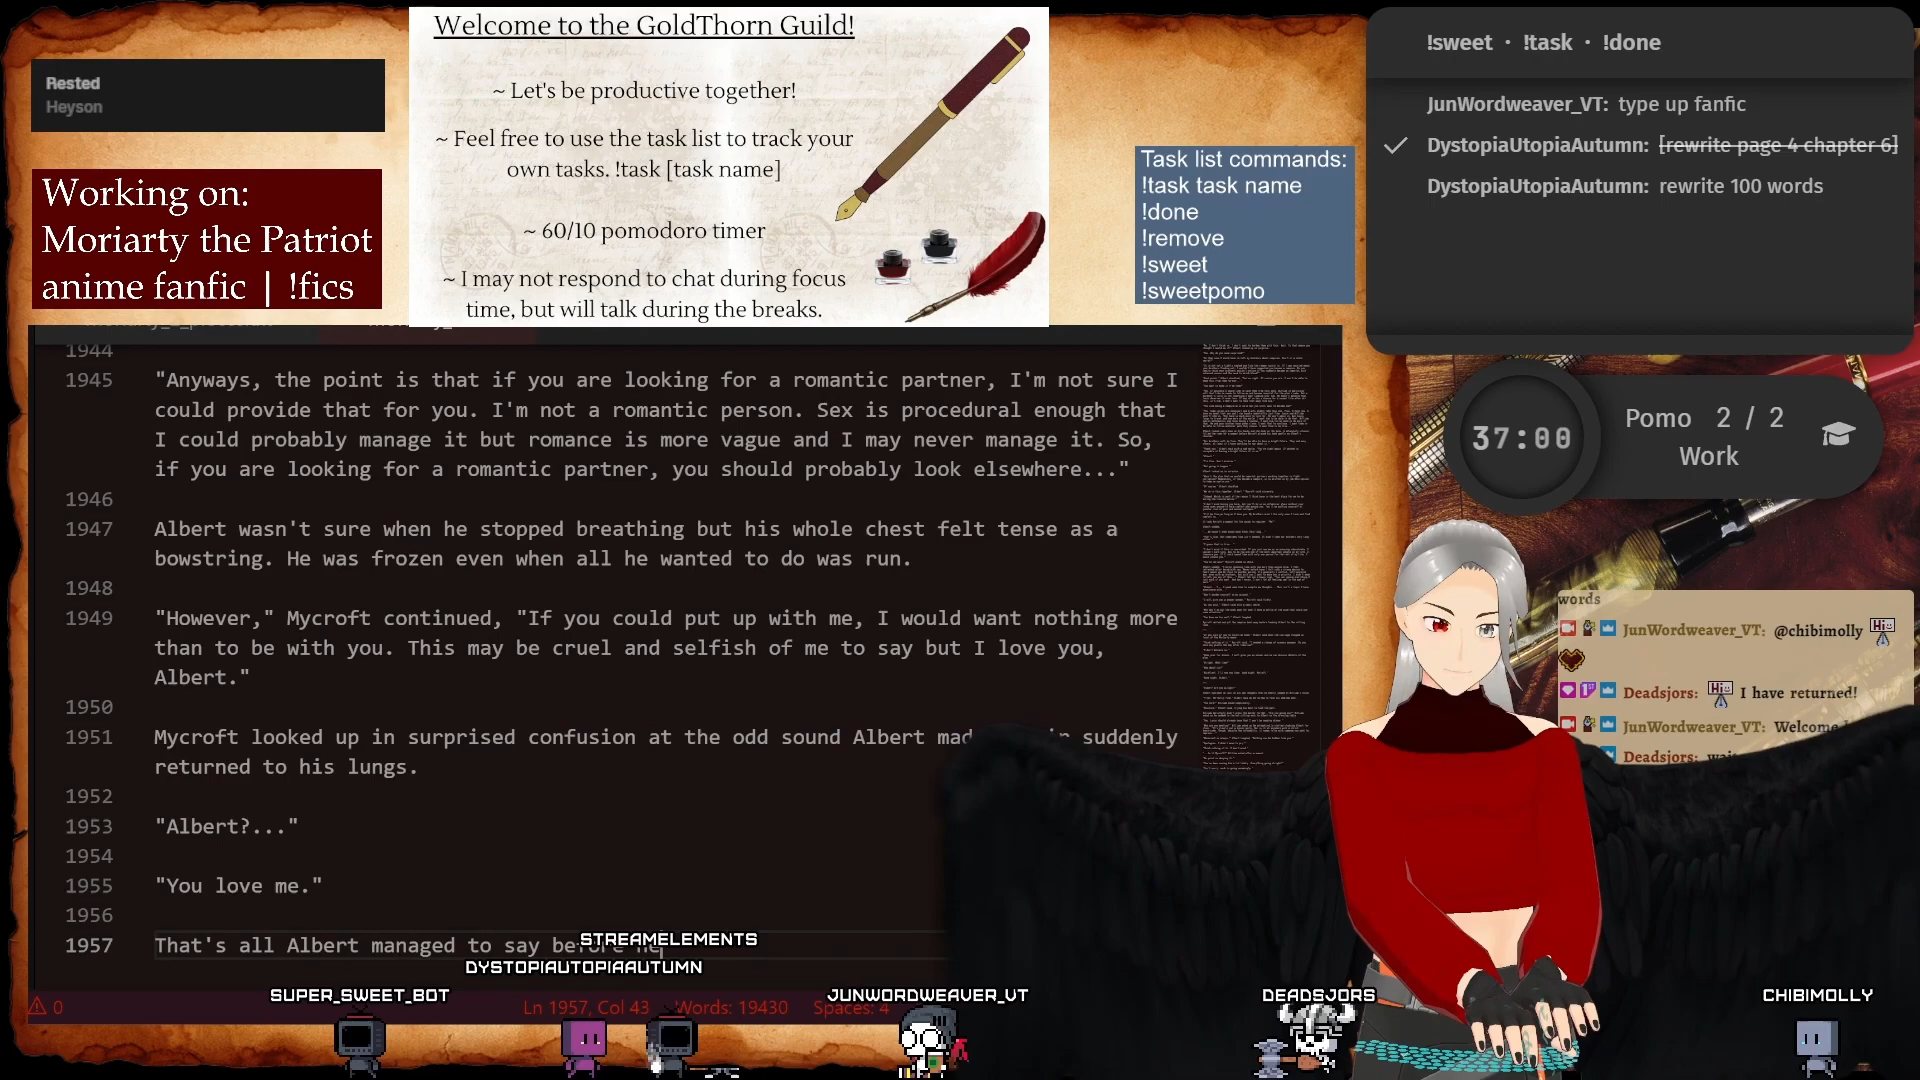 Rested
Heyson
Working on:
Moriarty the Patriot
anime fanfic | !fics
Welcome to the GoldThorn Guild!
~ Let's be productive together!
~ Feel free to use the task list to track your
own tasks. !task [task name]
~ 60/10 pomodoro timer
~ I may not respond to chat during focus
time, but will talk during the breaks.
Task list commands:
!task task name
!done
!remove
!sweet
!sweetpomo
!sweet · !task · !done
JunWordweaver_VT: type up fanfic
DystopiaUtopiaAutumn: [rewrite page 4 chapter 6]
DystopiaUtopiaAutumn: rewrite 100 words
37:00
Pomo 2 / 2
Work
words
JunWordweaver_VT: @chibimolly Hi
Deadsjors: Hi I have returned!
JunWordweaver_VT: Welcome
Deadsjors:
1944
1945 "Anyways, the point is that if you are looking for a romantic partner, I'm not sure I
could provide that for you. I'm not a romantic person. Sex is procedural enough that
I could probably manage it but romance is more vague and I may never manage it. So,
if you are looking for a romantic partner, you should probably look elsewhere..."
1946
1947 Albert wasn't sure when he stopped breathing but his whole chest felt tense as a
bowstring. He was frozen even when all he wanted to do was run.
1948
1949 "However," Mycroft continued, "If you could put up with me, I would want nothing more
than to be with you. This may be cruel and selfish of me to say but I love you,
Albert."
1950
1951 Mycroft looked up in surprised confusion at the odd sound Albert mad suddenly
returned to his lungs.
1952
1953 "Albert?..."
1954
1955 "You love me."
1956
1957 That's all Albert managed to say before he
STREAMELEMENTS
DYSTOPIAUTOPIAAUTUMN
SUPER_SWEET_BOT
JUNWORDWEAVER_VT
DEADSJORS
CHIBIMOLLY
0
Ln 1957, Col 43 Words: 19430 Spaces: 4